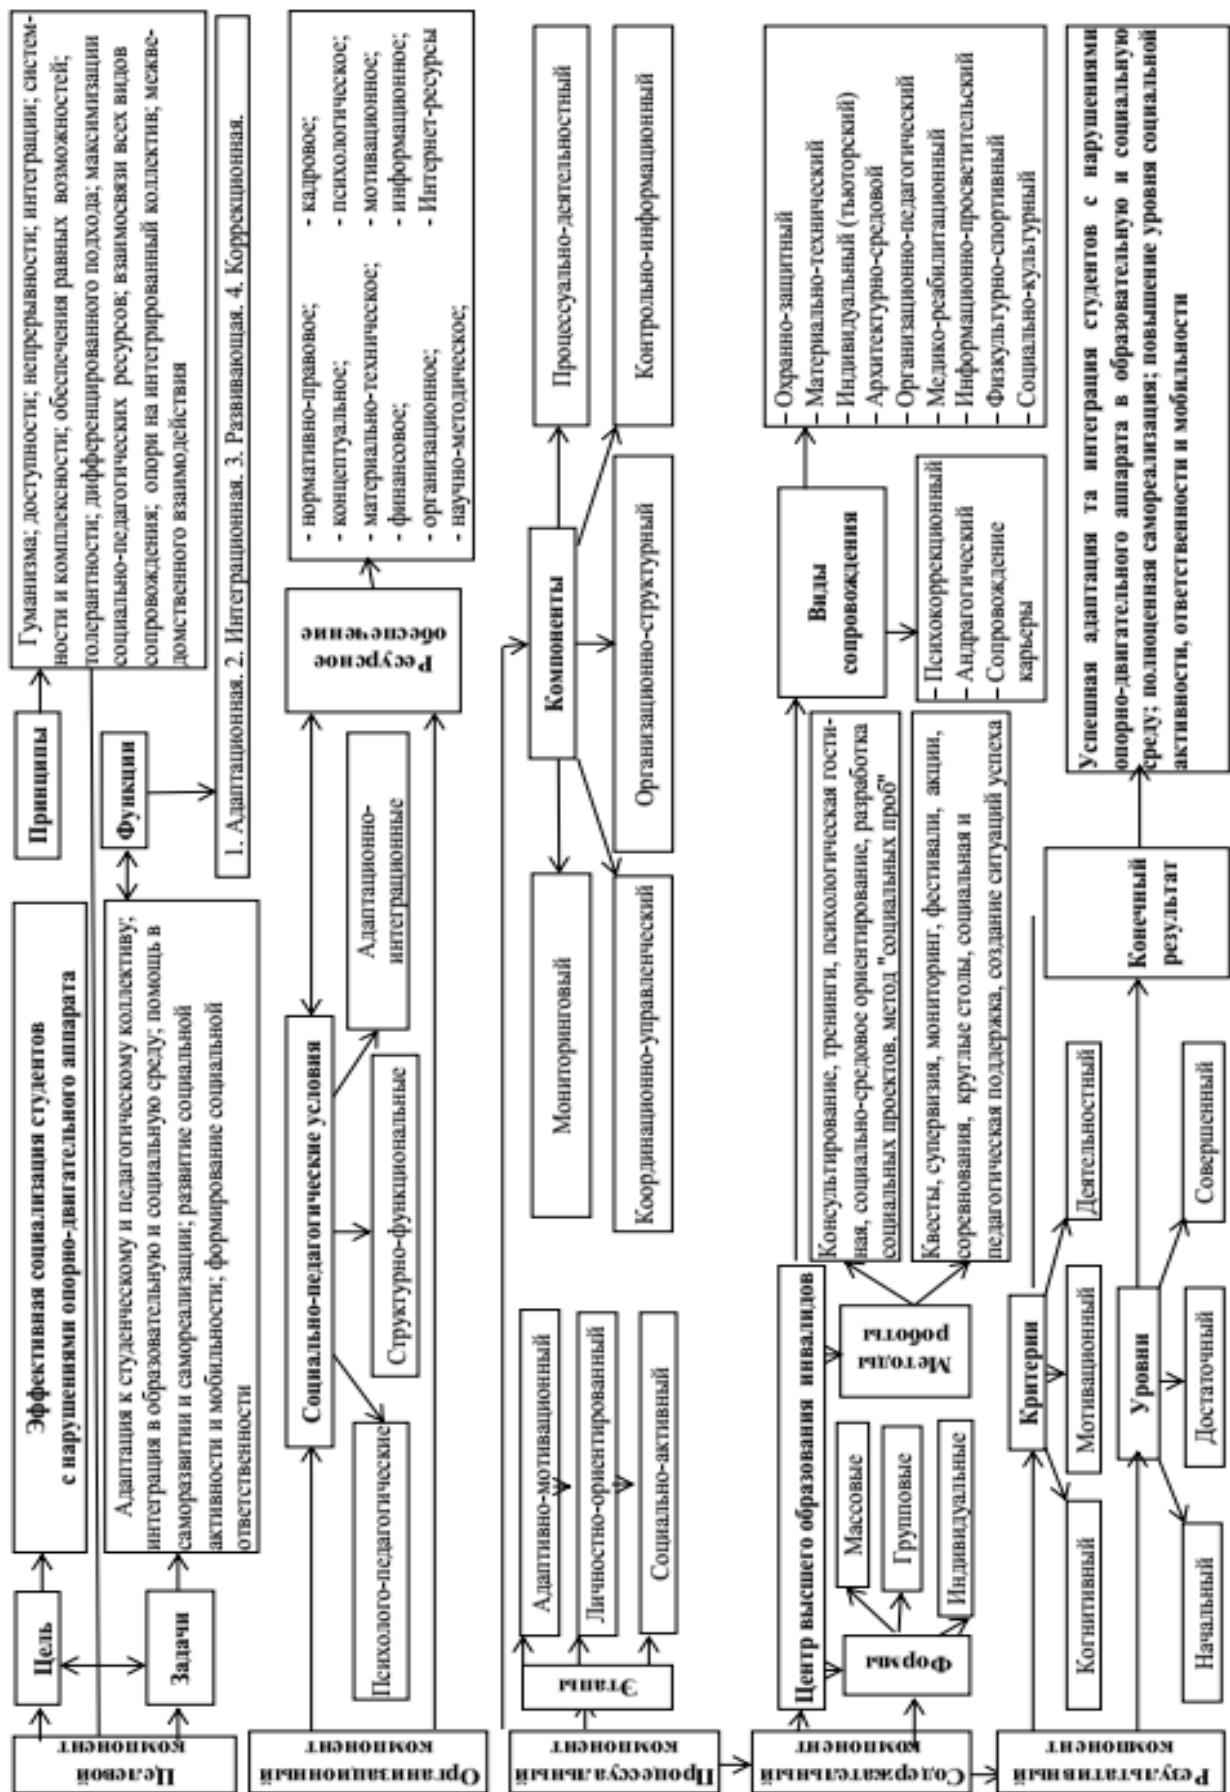 Целевой
компонент
Цель
Эффективная социализация студентов
с нарушениями опорно-двигательного аппарата
Принципы
Гуманизма; доступности; непрерывности; интеграции; систем-
ности и комплексности; обеспечения равных возможностей;
толерантности; дифференцированного подхода; максимизации
социально-педагогических ресурсов; взаимосвязи всех видов
сопровождения; опори на интегрированный коллектив; межве-
домственного взаимодействия
Задачи
Адаптация к студенческому и педагогическому коллективу;
интеграция в образовательную и социальную среду; помощь в
саморазвитии и самореализации; развитие социальной
активности и мобильности; формирование социальной
ответственности
Функции
1. Адаптационная. 2. Интеграционная. 3. Развивающая. 4. Коррекционная.
Организационный
компонент
Социально-педагогические условия
Психолого-педагогические
Структурно-функциональные
Адаптационно-
интеграционные
Ресурсное
обеспечение
- нормативно-правовое;
- концептуальное;
- материально-техническое;
- финансовое;
- организационное;
- научно-методическое;
- кадровое;
- психологическое;
- мотивационное;
- информационное;
- Интернет-ресурсы
Процессуальный
компонент
Этапы
Адаптивно-мотивационный
Личностно-ориентированный
Социально-активный
Компоненты
Мониторинговый
Координационно-управленческий
Организационно-структурный
Процессуально-деятельностный
Контрольно-информационный
Содержательный
компонент
Центр высшего образования инвалидов
Формы
Массовые
Групповые
Индивидуальные
Методы
роботы
Консультирование, тренинги, психологическая гости-
ная, социально-средовое ориентирование, разработка
социальных проектов, метод "социальных проб"
Квесты, супервизия, мониторинг, фестивали, акции,
соревнования, круглые столы, социальная и
педагогическая поддержка, создание ситуаций успеха
Виды
сопровождения
– Психокоррекционный
– Андрагогический
– Сопровождение
карьеры
– Охранно-защитный
– Материально-технический
– Индивидуальный (тьюторский)
– Архитектурно-средовой
– Организационно-педагогический
– Медико-реабилитационный
– Информационно-просветительский
– Физкультурно-спортивный
– Социально-культурный
Результативный
компонент
Критерии
Когнитивный
Мотивационный
Деятельностный
Уровни
Начальный
Достаточный
Совершенный
Конечный
результат
Успешная адаптация та интеграция студентов с нарушениями
опорно-двигательного аппарата в образовательную и социальную
среду; полноценная самореализация; повышение уровня социальной
активности, ответственности и мобильности